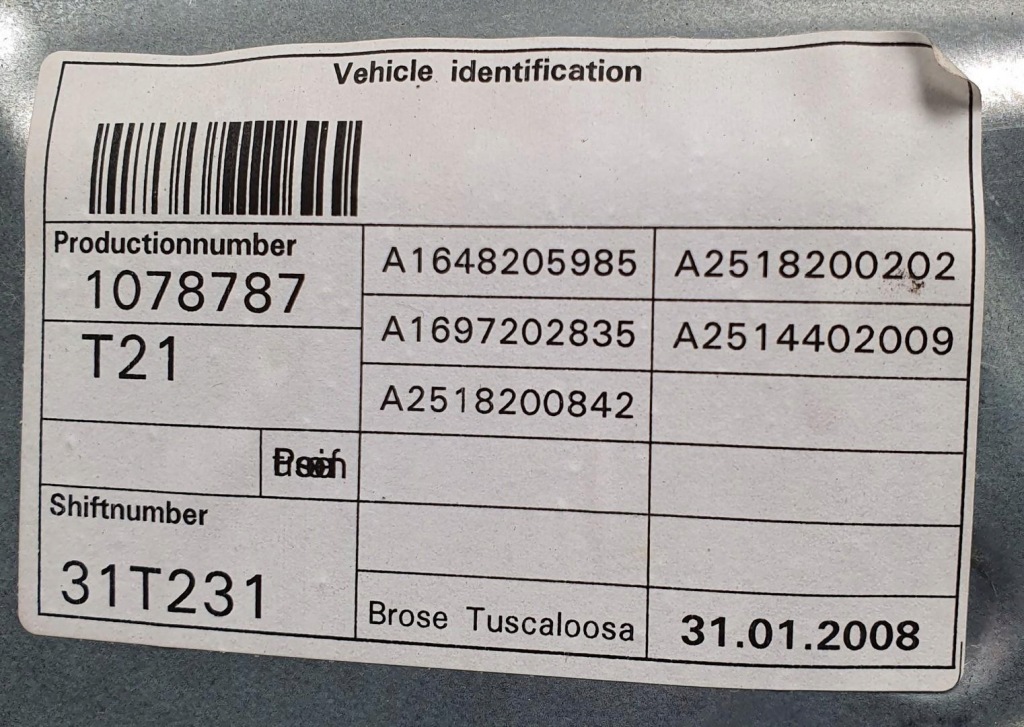 Vehicle identification
Productionnumber
1078787
T21
Shiftnumber
31T231
A1648205985 A2518200202
A1697202835 A2514402009
A2518200842
Brose Tuscaloosa 31.01.2008